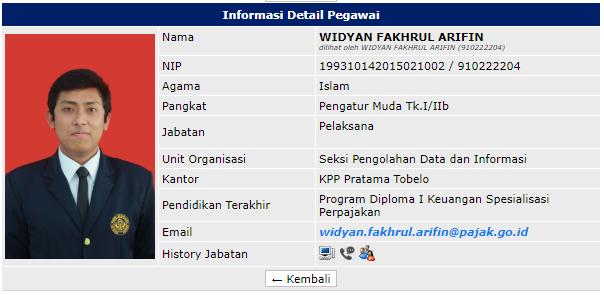 Informasi Detail Pegawai
Nama WIDYAN FAKHRUL ARIFIN
dilihat oleh WIDYAN FAKHRUL ARIFIN (910222204)
NIP 199310142015021002 / 910222204
Agama Islam
Pangkat Pengatur Muda Tk.I/IIb
Jabatan Pelaksana
Unit Organisasi Seksi Pengolahan Data dan Informasi
Kantor KPP Pratama Tobelo
Pendidikan Terakhir Program Diploma I Keuangan Spesialisasi
Perpajakan
Email widyan.fakhrul.arifin@pajak.go.id
History Jabatan
← Kembali